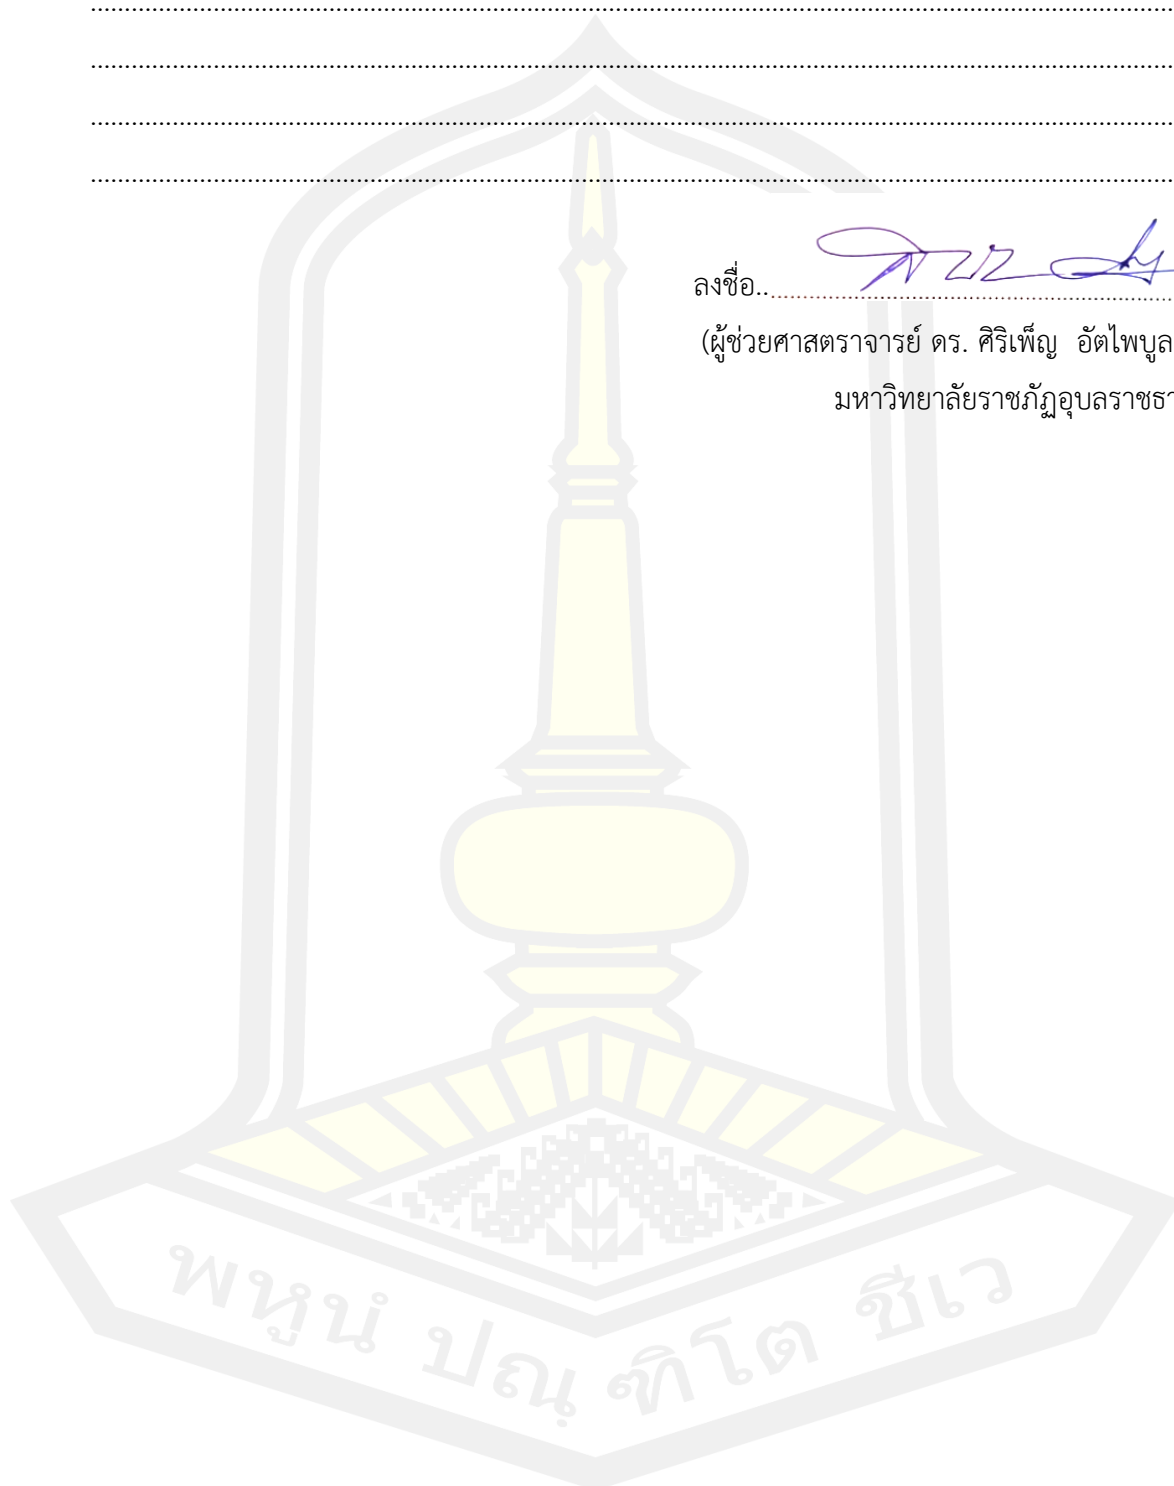 ................................................................................
................................................................................
................................................................................
................................................................................
ลงชื่อ................................................
(ผู้ช่วยศาสตราจารย์ ดร. ศิริเพ็ญ อัตไพบูล
มหาวิทยาลัยราชภัฏอุบลราชธา
พหูนํ ปณฺฑิโต ชีเว